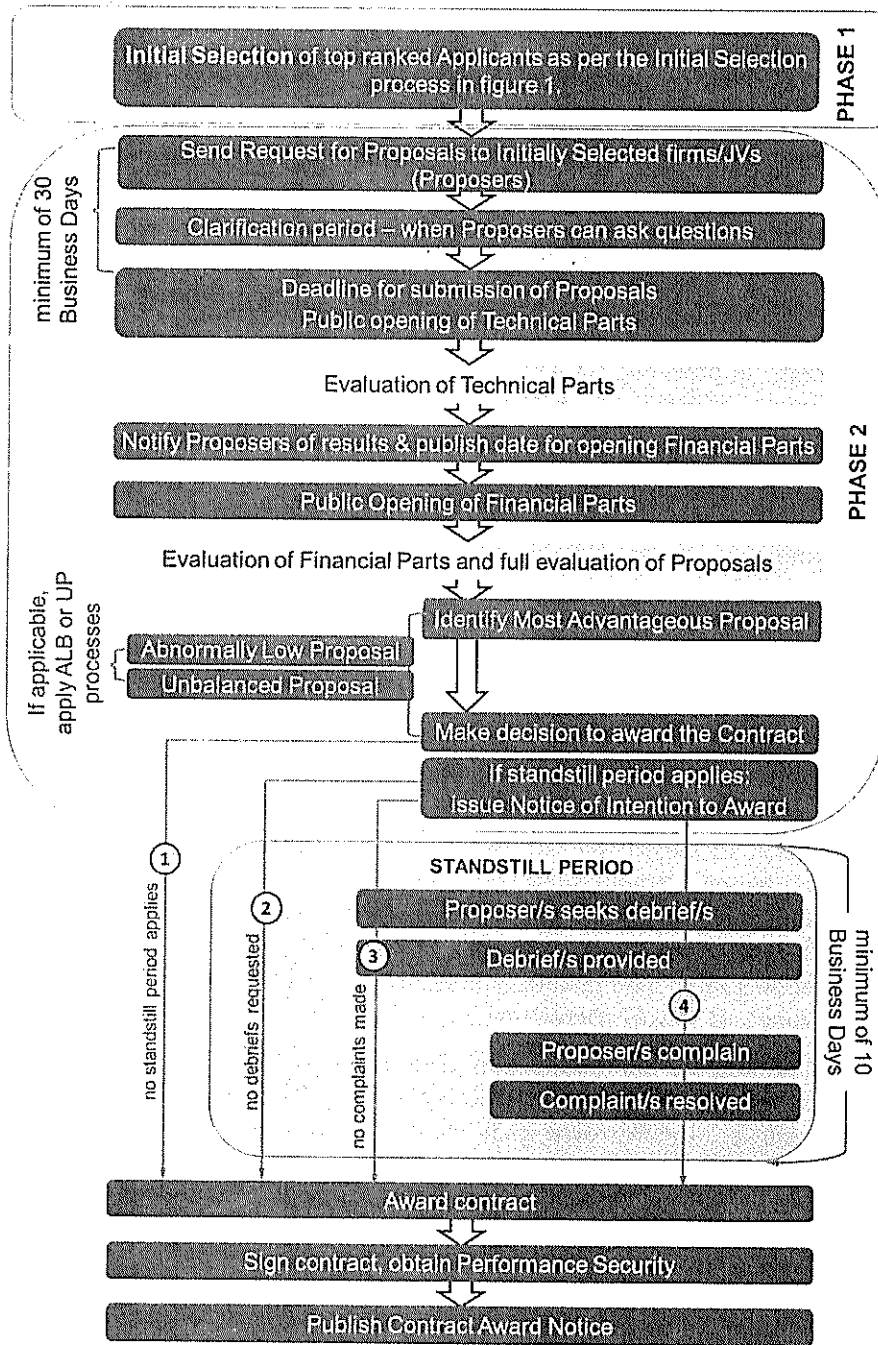 Initial Selection of top ranked Applicants as per the Initial Selection
process in figure 1.
PHASE 1
Send Request for Proposals to Initially Selected firms/JVs
(Proposers)
minimum of 30
Business Days
Clarification period – when Proposers can ask questions
Deadline for submission of Proposals
Public opening of Technical Parts
Evaluation of Technical Parts
Notify Proposers of results & publish date for opening Financial Parts
PHASE 2
Public Opening of Financial Parts
Evaluation of Financial Parts and full evaluation of Proposals
Identify Most Advantageous Proposal
If applicable,
apply ALB or UP
processes
Abnormally Low Proposal
Unbalanced Proposal
Make decision to award the Contract
If standstill period applies:
Issue Notice of Intention to Award
1
no standstill period applies
2
no debriefs requested
3
no complaints made
STANDSTILL PERIOD
Proposer/s seeks debrief/s
Debrief/s provided
4
Proposer/s complain
Complaint/s resolved
minimum of 10
Business Days
Award contract
Sign contract, obtain Performance Security
Publish Contract Award Notice